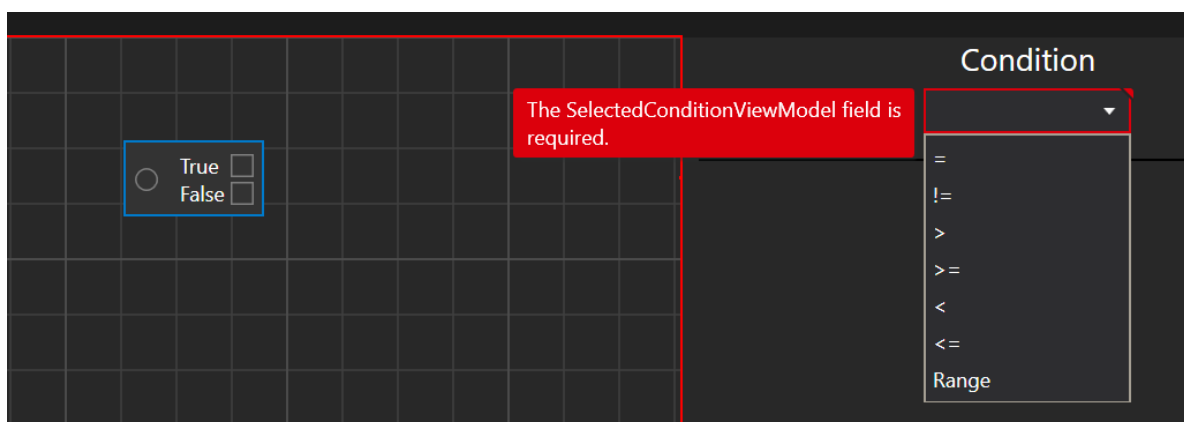 Condition
The SelectedConditionViewModel field is
required.
True
False
=
!=
>
>=
<
<=
Range